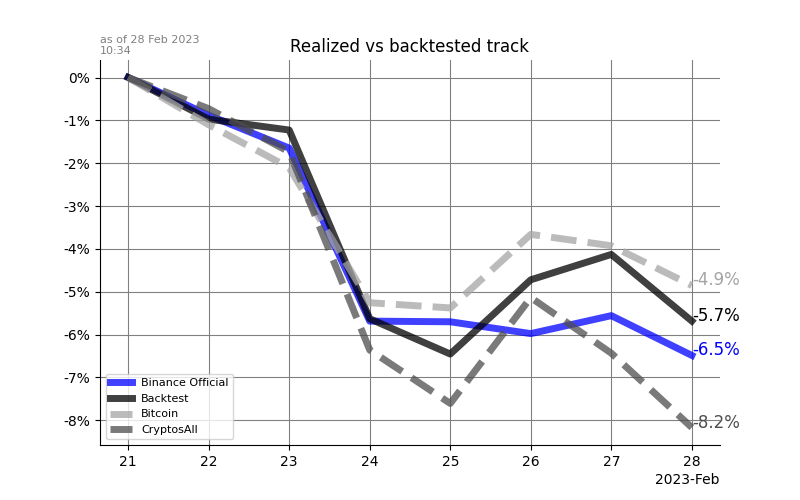 as of 28 Feb 2023
10:34
Realized vs backtested track
0%
-1%
-2%
-3%
-4%
-5%
-6%
-7%
-8%
-4.9%
-5.7%
-6.5%
-8.2%
Binance Official
Backtest
Bitcoin
CryptosAll
21 22 23 24 25 26 27 28
2023-Feb